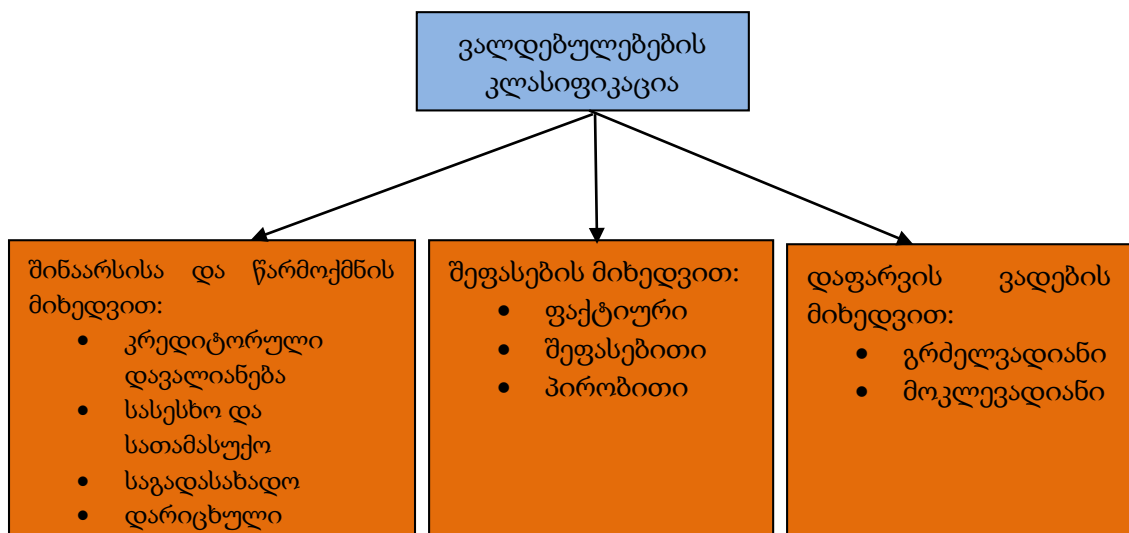 ვალდებულებების
კლასიფიკაცია
შინაარსისა და წარმოქმნის
მიხედვით:
• კრედიტორული
დავალიანება
• სასესხო და
სათამასუქო
• საგადასახადო
• დარიცხული
შეფასების მიხედვით:
• ფაქტიური
• შეფასებითი
• პირობითი
დაფარვის ვადების
მიხედვით:
• გრძელვადიანი
• მოკლევადიანი